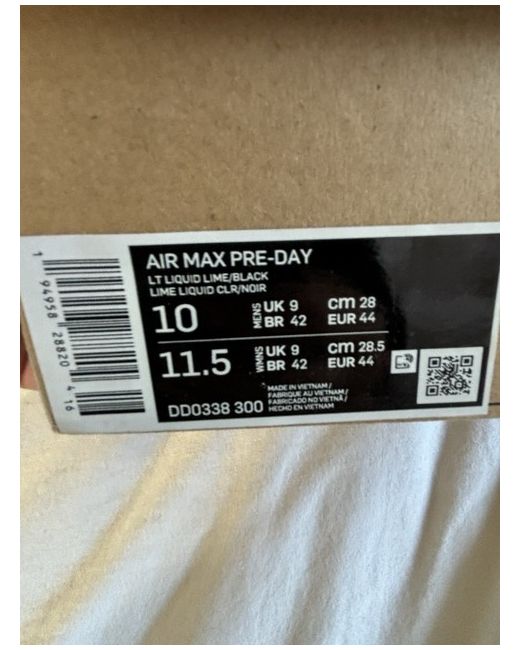 AIR MAX PRE-DAY
LT LIQUID LIME/BLACK
LIME LIQUID CLR/NOIR
10 MENS UK 9 cm 28
BR 42 EUR 44
11.5 WMNS UK 9 cm 28.5
BR 42 EUR 44
MADE IN VIETNAM /
FABRIQUE AU VIETNAM /
FABRICADO NO VIETNÃ /
HECHO EN VIETNAM
DD0338 300
1 94958 28820 4 16